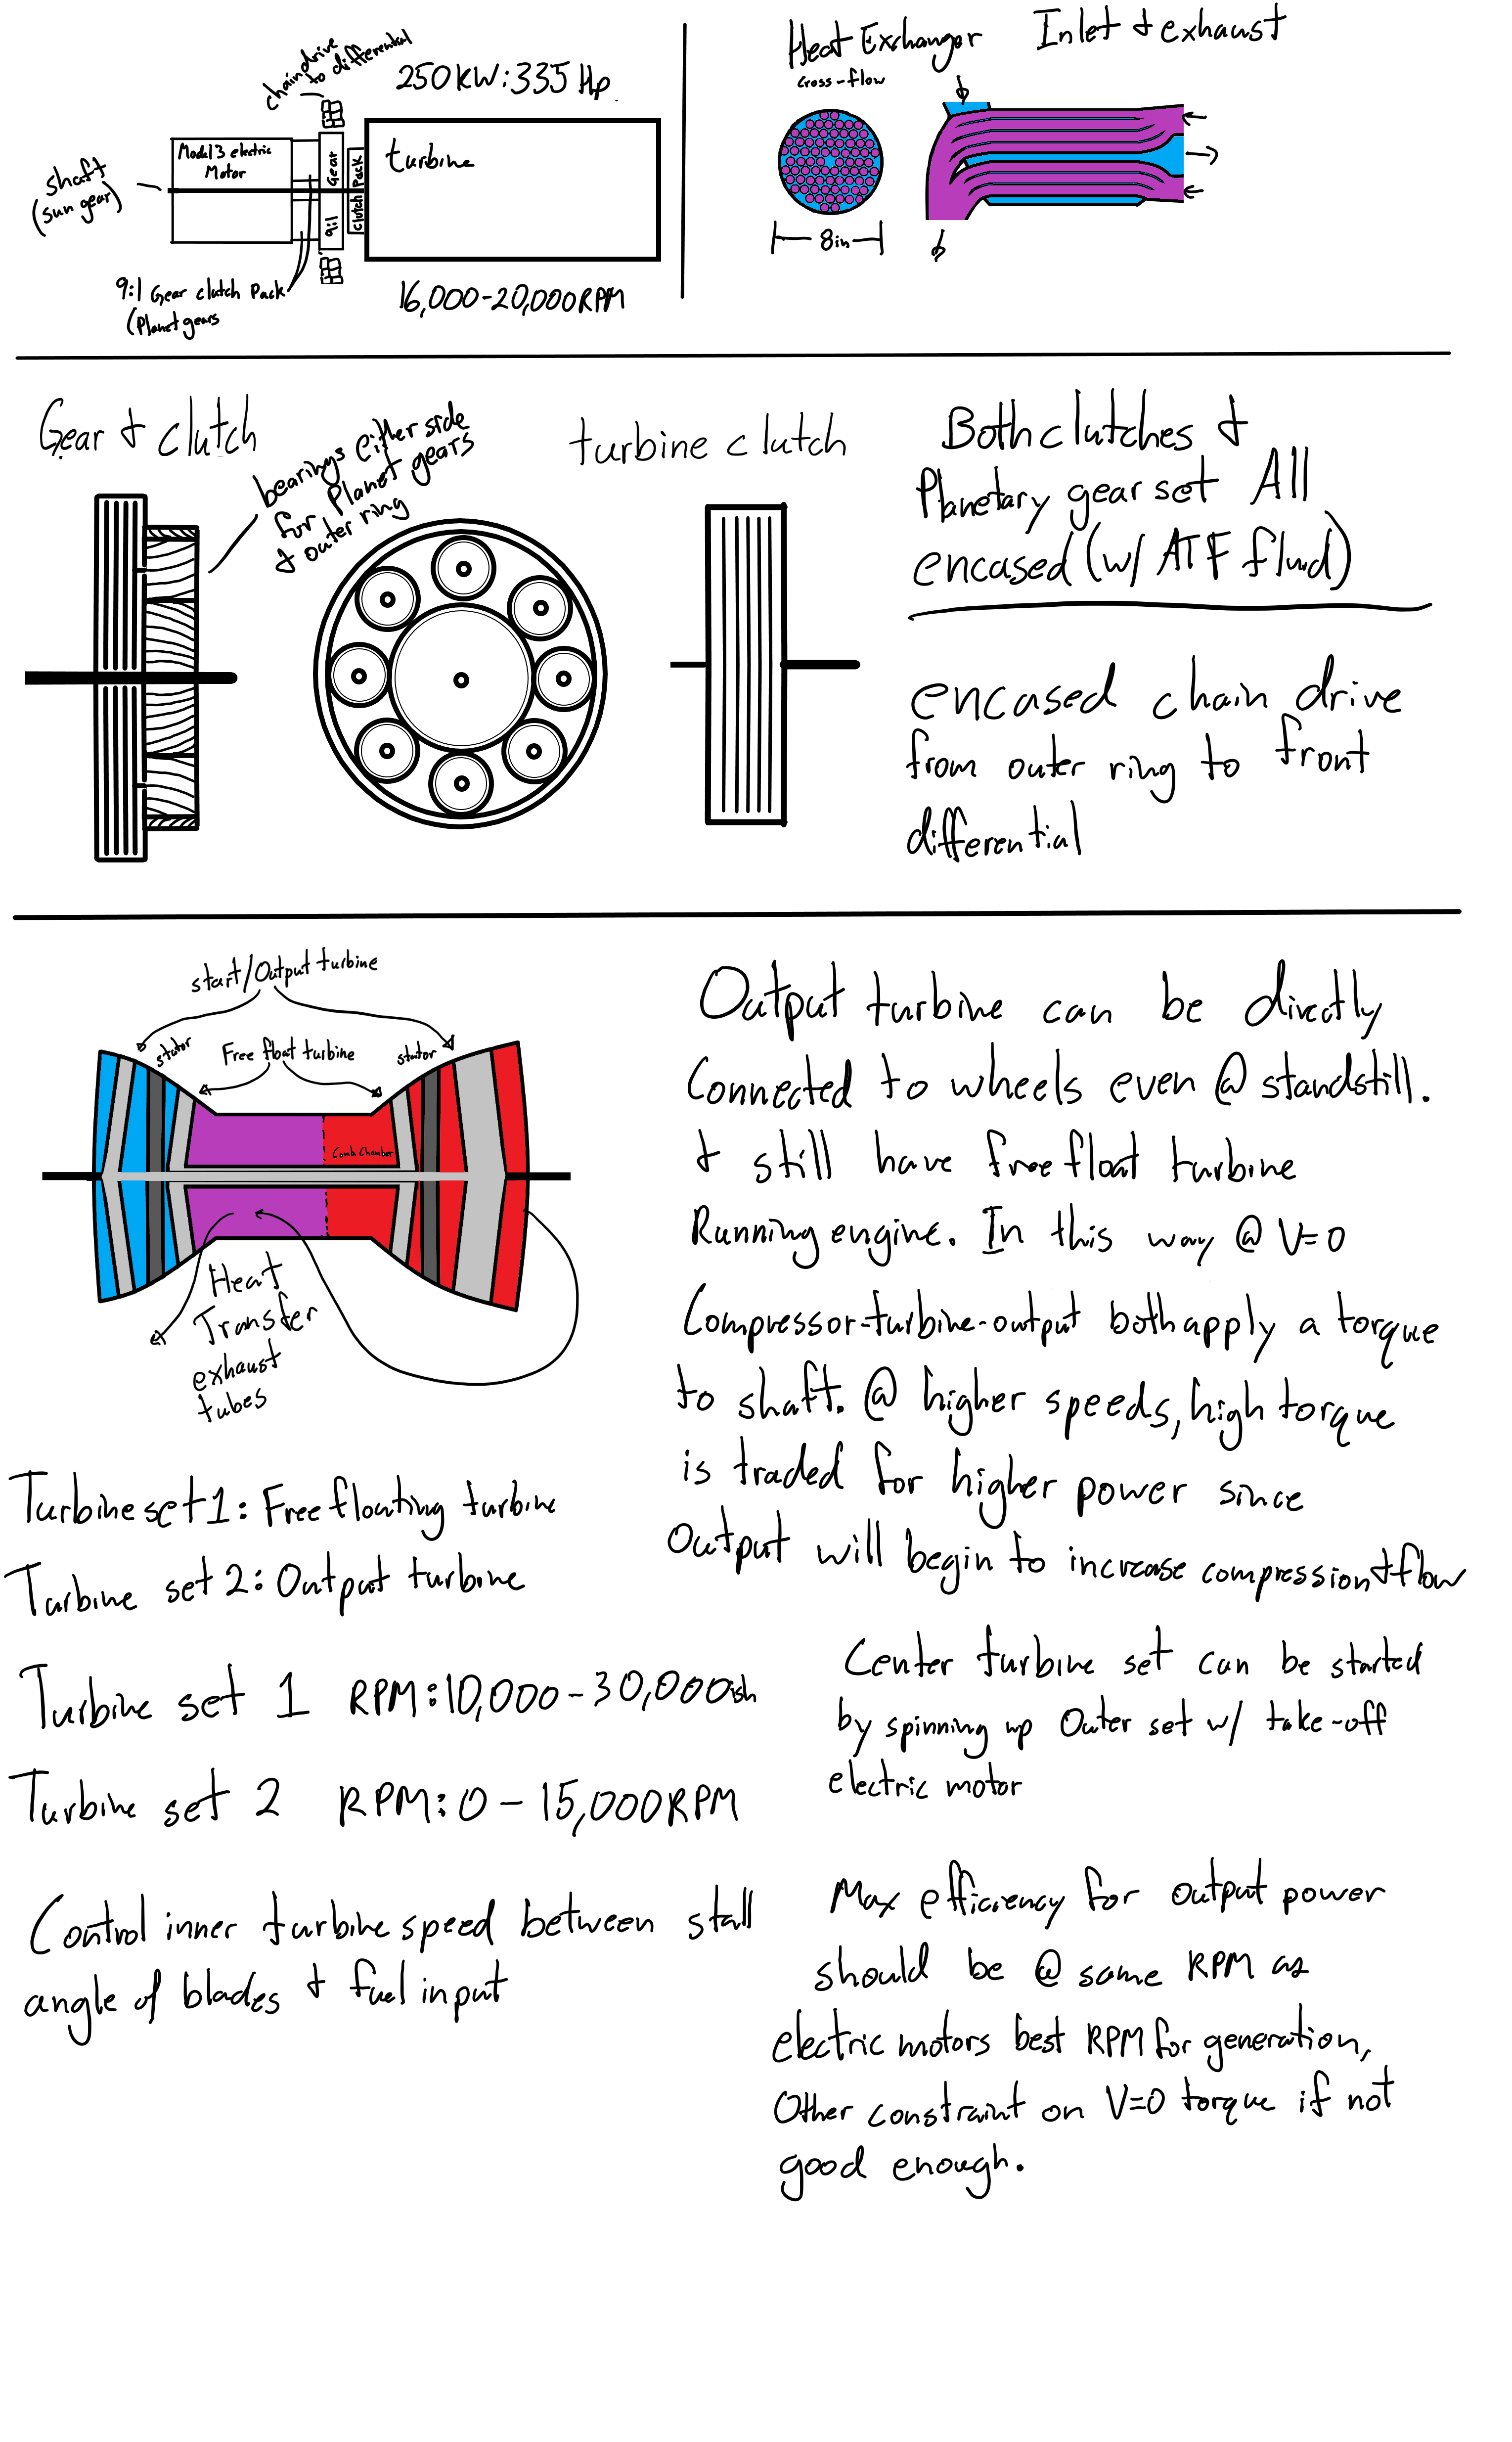 chain drive
to differential
250KW:335 Hp
Model 3 electric
Motor
Gear
9:1
Clutch Pack
turbine
shaft
(sun gear)
9:1 Gear clutch Pack
(Planet gears
16,000-20,000RPM
Heat Exchanger
cross-flow
Inlet & exhaust
8in
Gear & clutch
bearings either side
for Planet gears
& outer ring
turbine clutch
Both clutches &
Planetary gear set All
encased (w/ ATF fluid)
encased chain drive
from outer ring to front
differential
start/Output turbine
stator
Free float turbine
stator
Comb. Chamber
Heat
Transfer
exhaust
tubes
Output turbine can be directly
Connected to wheels even @ standstill.
& still have free float turbine
Running engine. In this way @ V=0
Compressor-turbine-output both apply a torque
to shaft. @ higher speeds, high torque
is traded for higher power since
Output will begin to increase compression & flow
Turbine set 1: Free floating turbine
Turbine set 2: Output turbine
Turbine set 1 RPM:10,000-30,000ish
Turbine set 2 RPM:0-15,000RPM
Control inner turbine speed between stall
angle of blades & fuel input
Center turbine set can be started
by spinning up Outer set w/ take-off
electric motor
Max efficiency for output power
should be @ same RPM as
electric motors best RPM for generation,
Other constraint on V=0 torque if not
good enough.